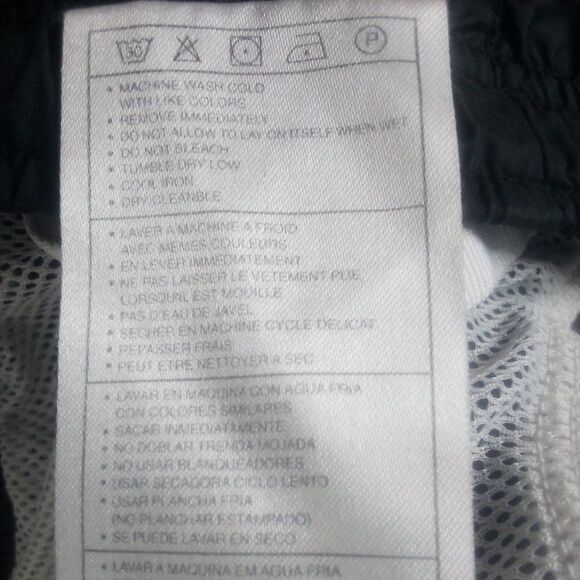 30 P
• MACHINE WASH COLD
WITH LIKE COLORS
• REMOVE IMMEDIATELY
• DO NOT ALLOW TO LAY ON ITSELF WHEN WET
• DO NOT BLEACH
• TUMBLE DRY LOW
• COOL IRON
• DRY CLEANBLE
• LAVER A MACHINE A FROID
AVEC MEMES COULEURS
• EN LEVER IMMEDIATEMENT
• NE PAS LAISSER LE VETEMENT PLIE,
LORSQU'IL EST MOUILLE
• PAS D'EAU DE JAVEL
• SECHER EN MACHINE CYCLE DELICAT
• REPASSER FRAIS
• PEUT ETRE NETTOYER A SEC
• LAVAR EN MAQUINA CON AGUA FRIA
CON COLORES SIMILARES
• SACAR INMEDIATAMENTE
• NO DOBLAR TRENDA MOJADA
• NO USAR BLANQUEADORES
• USAR SECADORA CICLO LENTO
• USAR PLANCHA FRIA
(NO PLANCHAR ESTAMPADO)
• SE PUEDE LAVAR EN SECO
• LAVAR A MAQUINA EM AGUA FRIA